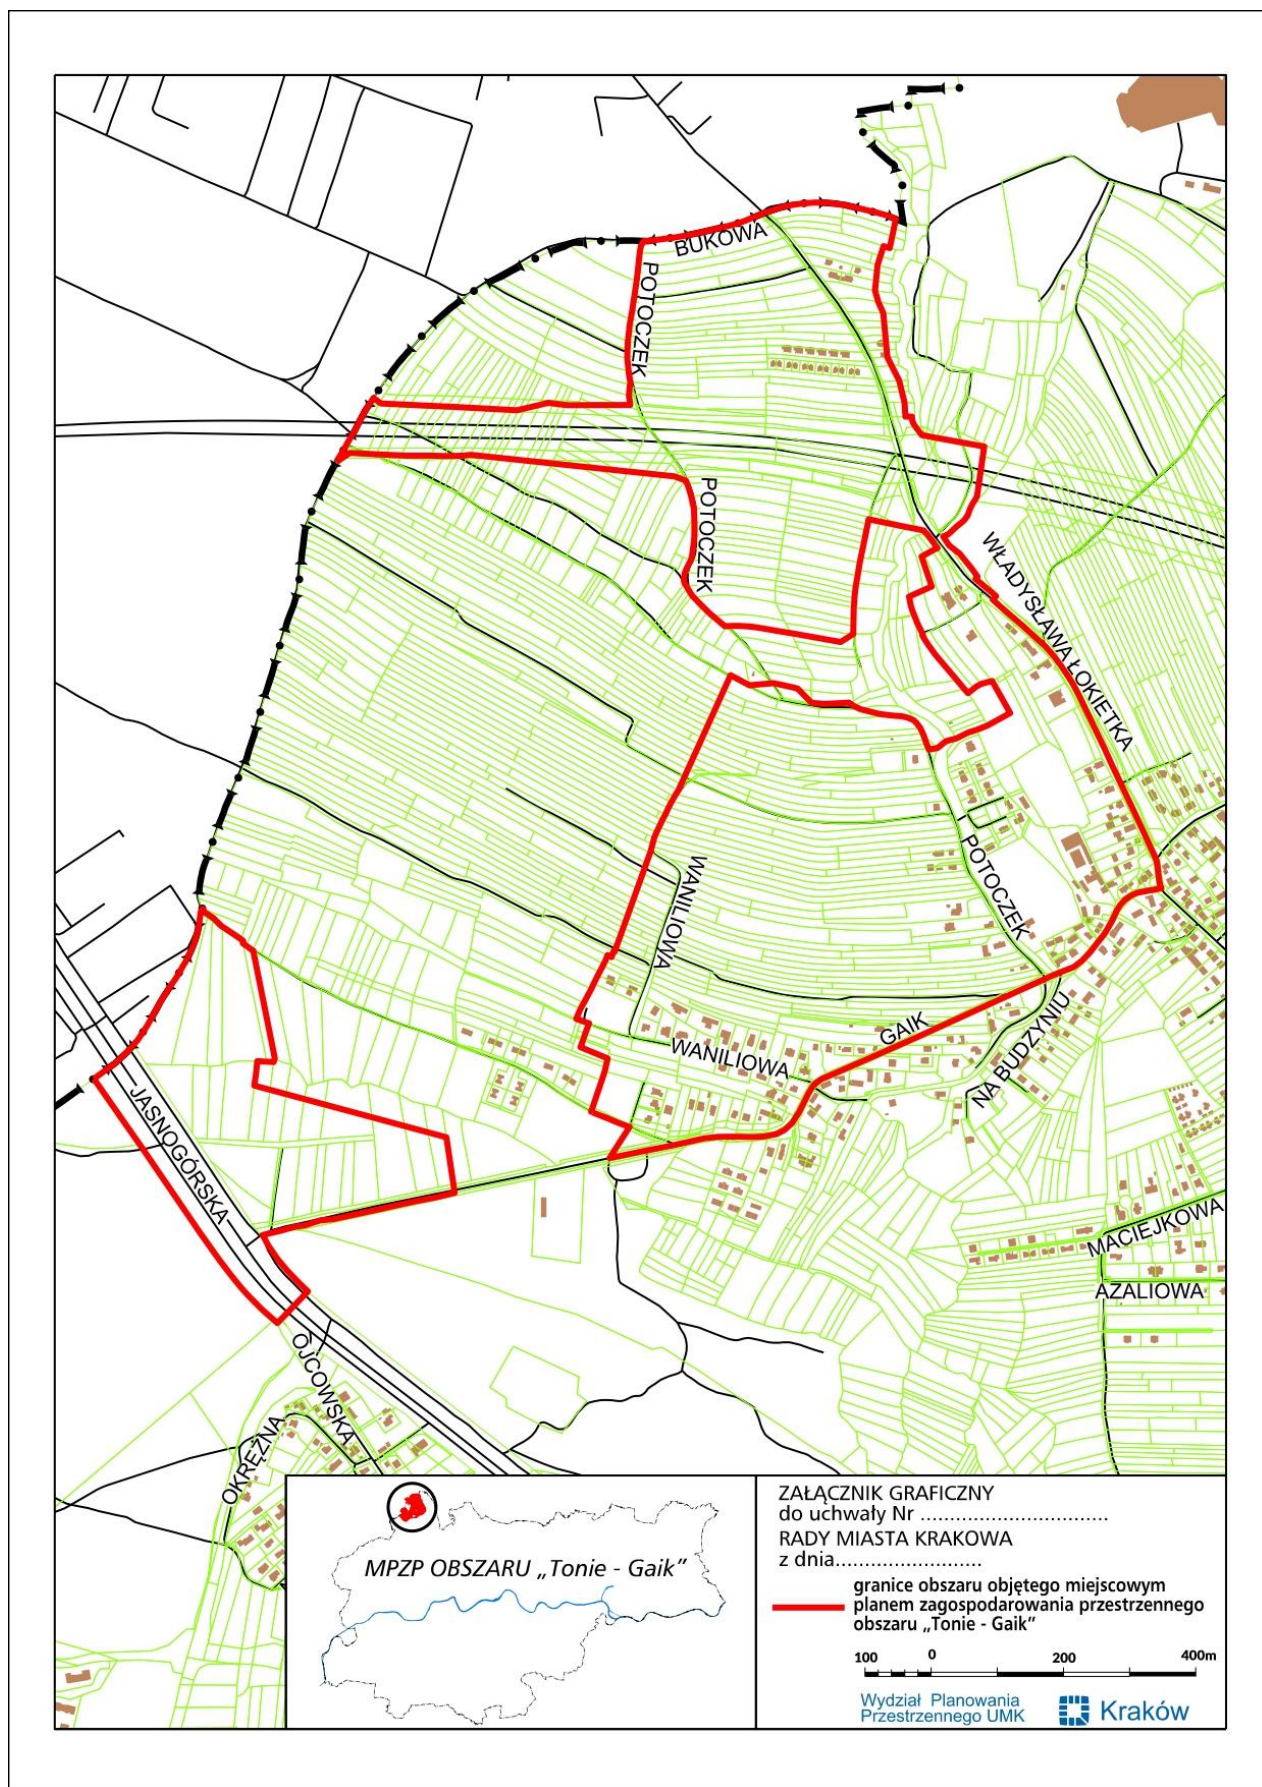 BUKOWA
POTOCZEK
POTOCZEK
WŁADYSŁAWA ŁOKIETKA
WANILIOWA
POTOCZEK
GAIK
WANILIOWA
NA BUDZYNIU
JASNOGÓRSKA
MACIEJKOWA
AZALIOWA
OJCOWSKA
OKRĘŻNA
MPZP OBSZARU „Tonie - Gaik”
ZAŁĄCZNIK GRAFICZNY
do uchwały Nr ................................
RADY MIASTA KRAKOWA
z dnia.........................
granice obszaru objętego miejscowym
planem zagospodarowania przestrzennego
obszaru „Tonie - Gaik”
100 0 200 400m
Wydział Planowania
Przestrzennego UMK
Kraków